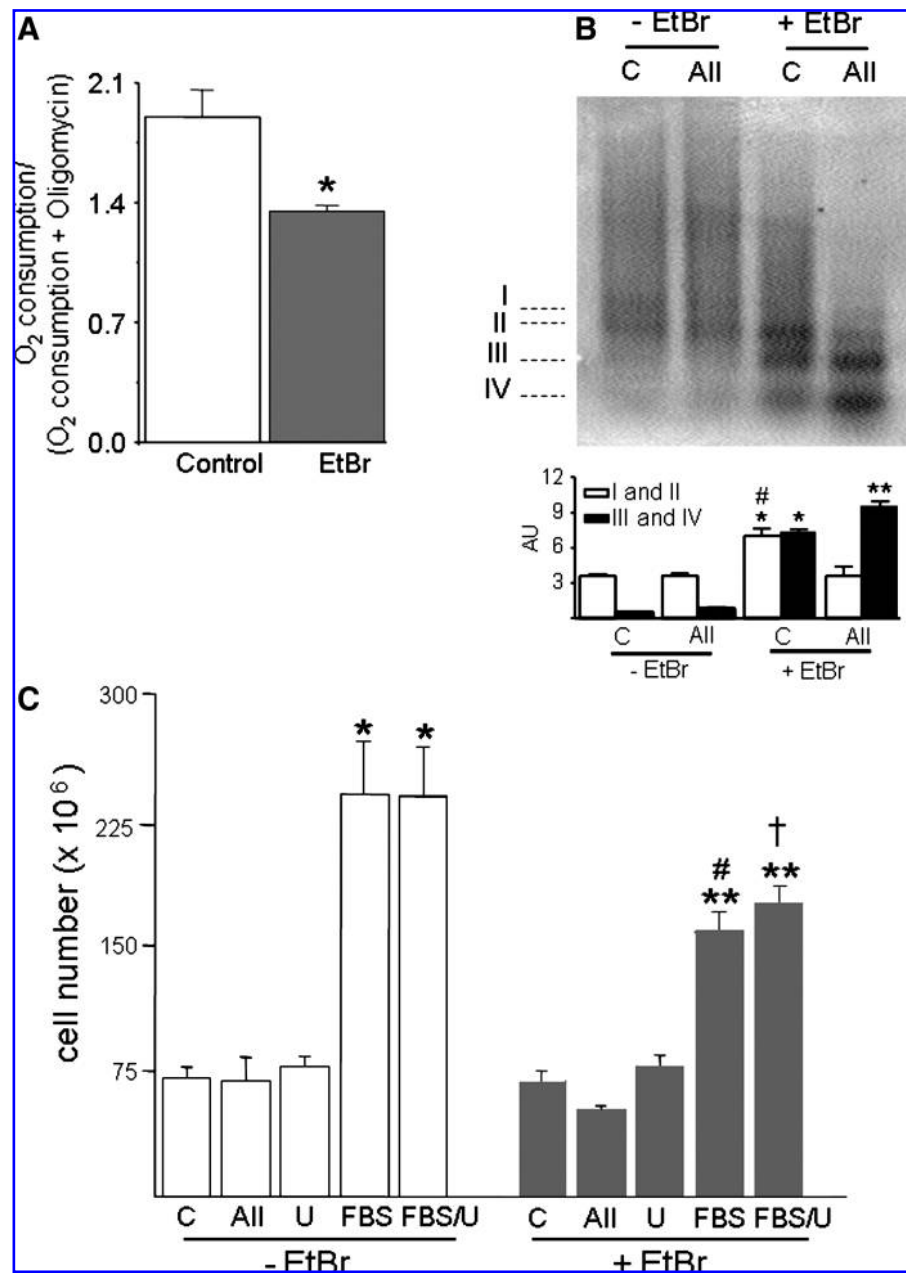 A
O2 consumption/
(O2 consumption + Oligomycin)
2.1
1.4
0.7
0.0
*
Control EtBr
B
- EtBr + EtBr
C AII C AII
I
II
III
IV
12
9
6
3
AU
I and II
III and IV
#
* * **
C AII C AII
- EtBr + EtBr
C
300
225
150
75
cell number (x 10^6)
* *
# †
** **
C AII U FBS FBS/U C AII U FBS FBS/U
- EtBr + EtBr